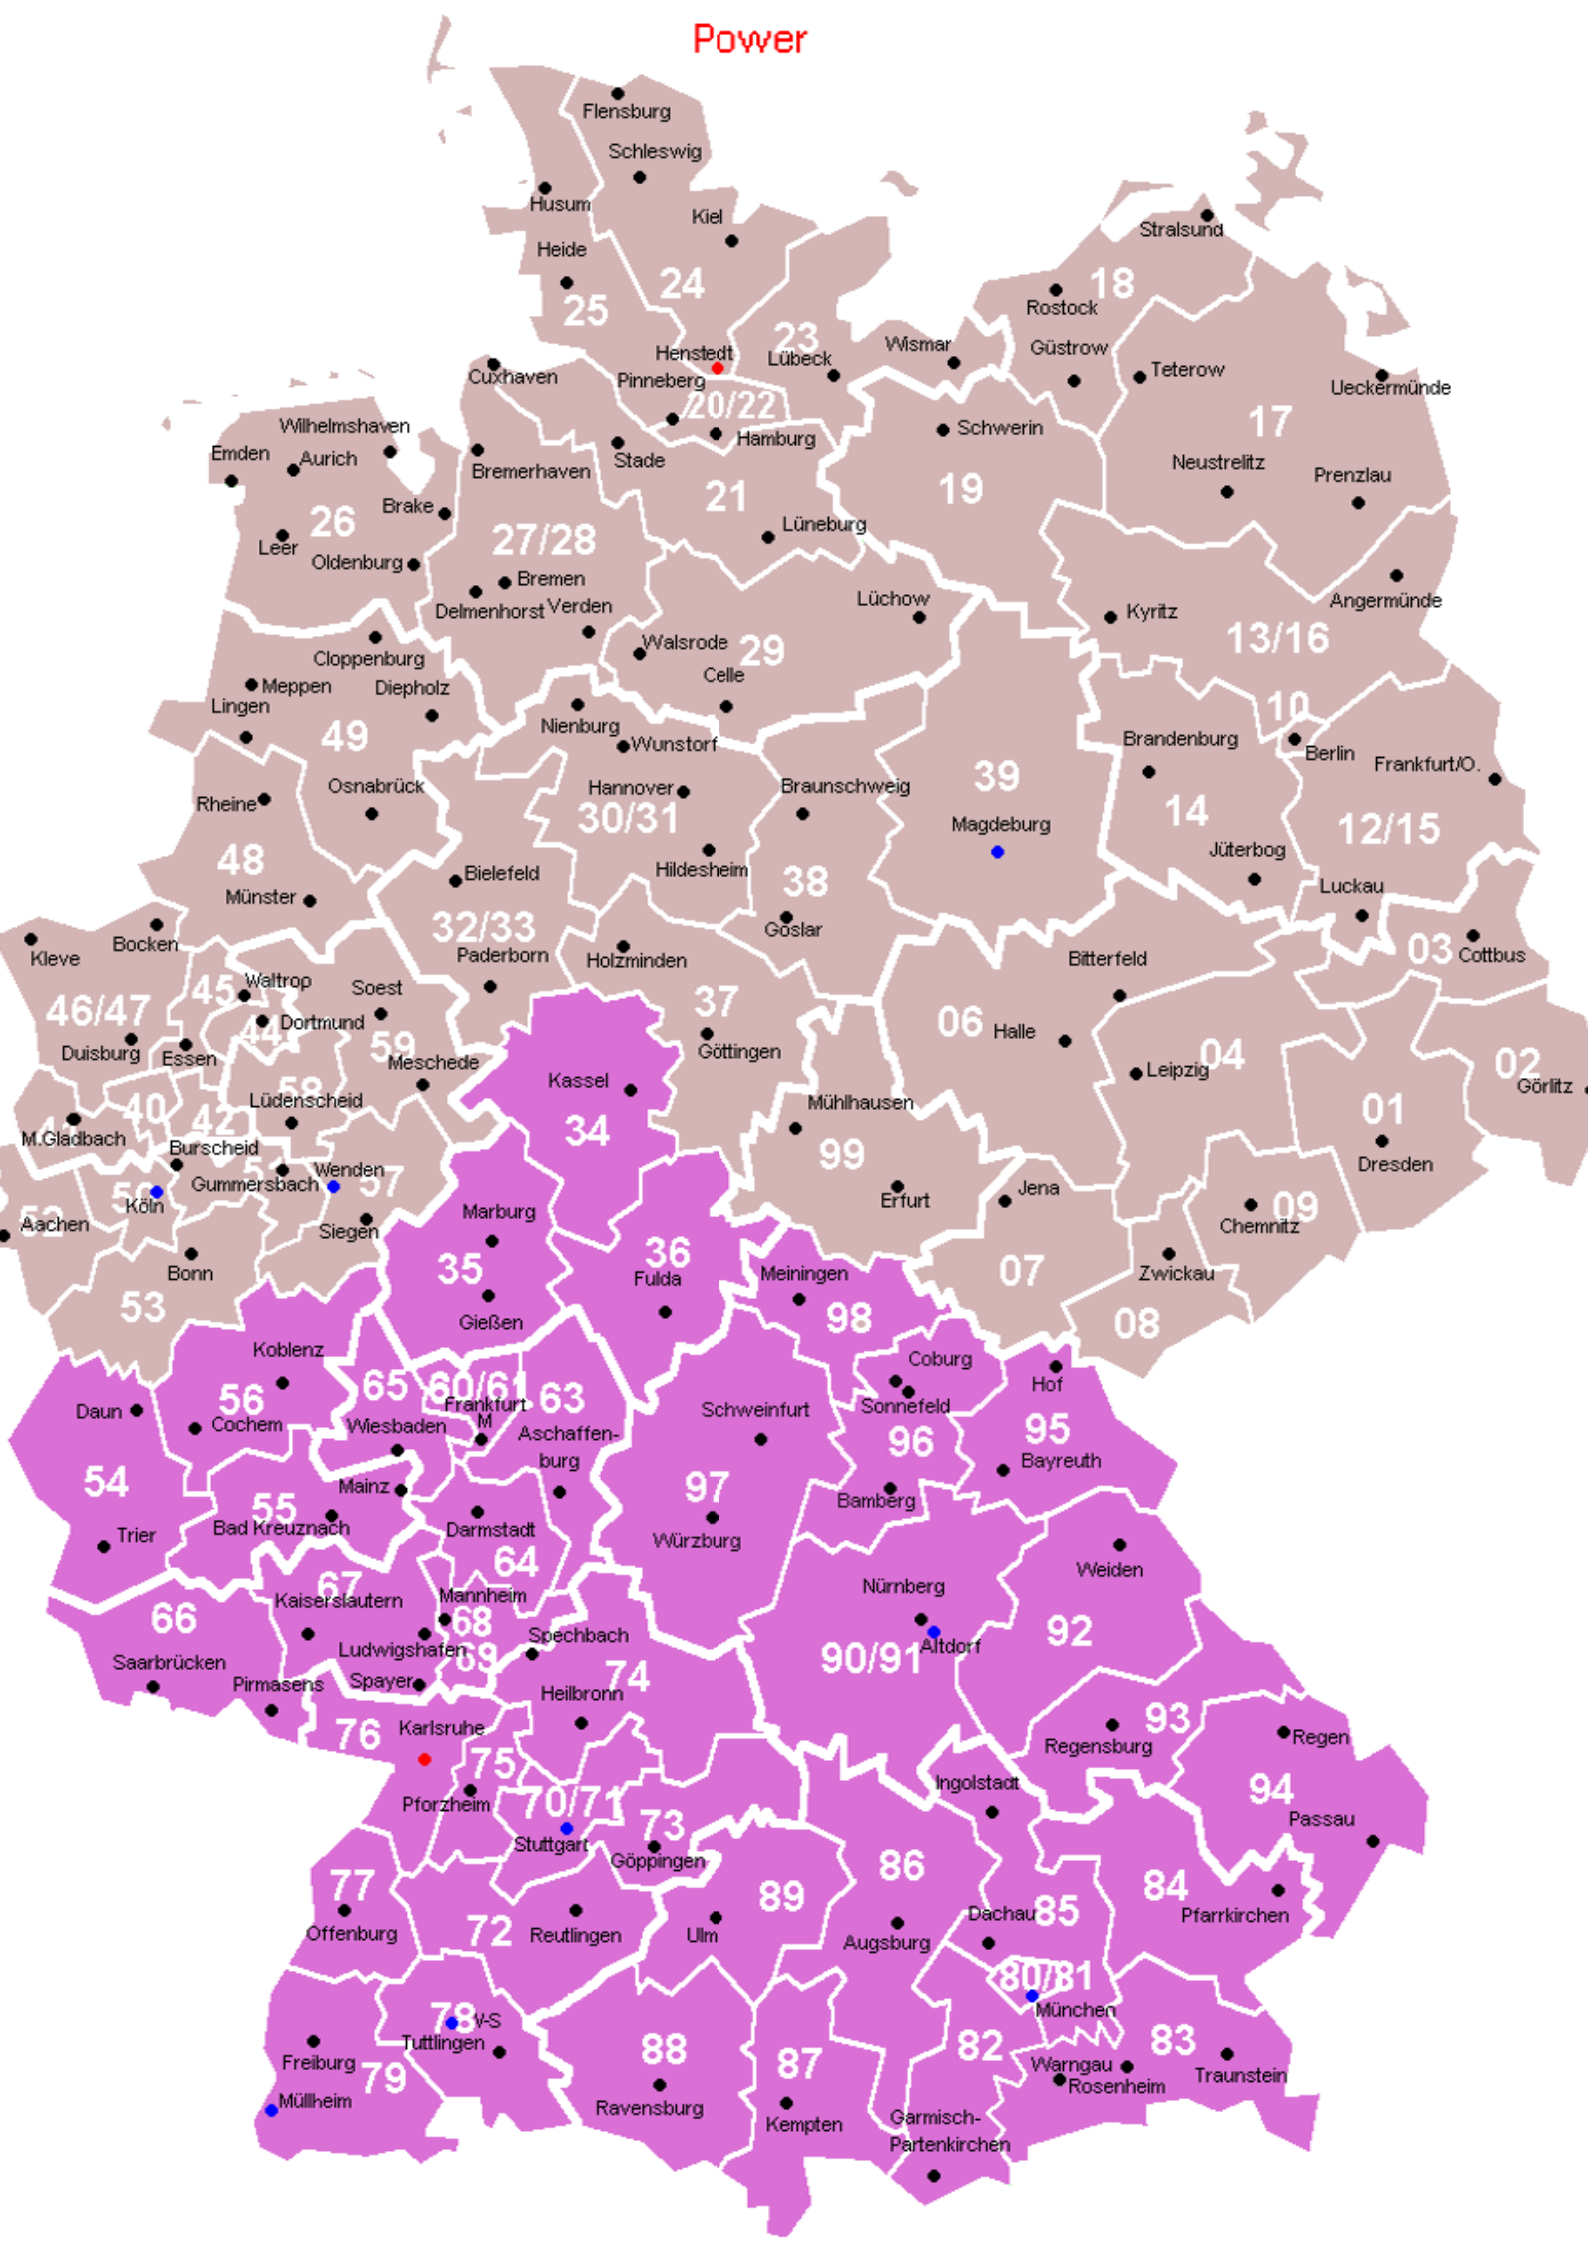 Power
Flensburg
Schleswig
Husum
Kiel
Stralsund
Heide
24
18
25
Rostock
23
Henstedt
Lübeck
Wismar
Güstrow
Cuxhaven
Pinneberg
Teterow
Ueckermünde
20/22
17
Wilhelmshaven
Hamburg
Schwerin
Emden
Aurich
Stade
Bremerhaven
Neustrelitz
Prenzlau
19
21
Brake
26
Lüneburg
27/28
Leer
Oldenburg
Bremen
Lüchow
Angermünde
Delmenhorst
Verden
Kyritz
13/16
Walsrode
29
Cloppenburg
Celle
Meppen
Diepholz
Lingen
10
Nienburg
49
Wunstorf
Brandenburg
Berlin
Frankfurt/O.
39
Osnabrück
Hannover
Braunschweig
Rheine
30/31
Magdeburg
14
12/15
48
Hildesheim
Jüterbog
Bielefeld
38
Luckau
Münster
32/33
Goslar
03
Bocken
Kleve
Paderborn
Holzminden
Bitterfeld
Cottbus
45
Waltrop
Soest
46/47
37
06
Dortmund
44
Halle
Duisburg
Essen
59
Göttingen
04
02
Meschede
Leipzig
Kassel
Görlitz
58
Lüdenscheid
Mühlhausen
40
42
01
34
M.Gladbach
Burscheid
99
Wenden
57
Dresden
Gummersbach
Erfurt
Jena
50
Köln
52
Aachen
Marburg
09
Siegen
Chemnitz
Bonn
35
36
Meiningen
07
Zwickau
Fulda
53
98
Gießen
08
Koblenz
Coburg
65
60/61
63
Hof
56
Daun
Frankfurt
M
Sonnefeld
Cochem
Wiesbaden
Schweinfurt
Aschaffen-
burg
96
95
Bayreuth
54
Mainz
97
Bamberg
55
Bad Kreuznach
Darmstadt
Trier
Würzburg
64
Weiden
67
Nürnberg
Kaiserslautern
Mannheim
66
68
Spechbach
92
Ludwigshafen
Altdorf
90/91
69
Saarbrücken
74
Pirmasens
Spayer
Heilbronn
93
76
Karlsruhe
Regensburg
Regen
75
Ingolstadt
94
Pforzheim
70/71
Passau
73
Stuttgart
Göppingen
86
77
89
84
85
Dachau
Pfarrkirchen
72
Offenburg
Reutlingen
Ulm
Augsburg
80/81
München
78
V-S
Tuttlingen
82
83
88
87
Freiburg
79
Warngau
Rosenheim
Traunstein
Müllheim
Ravensburg
Kempten
Garmisch-
Partenkirchen